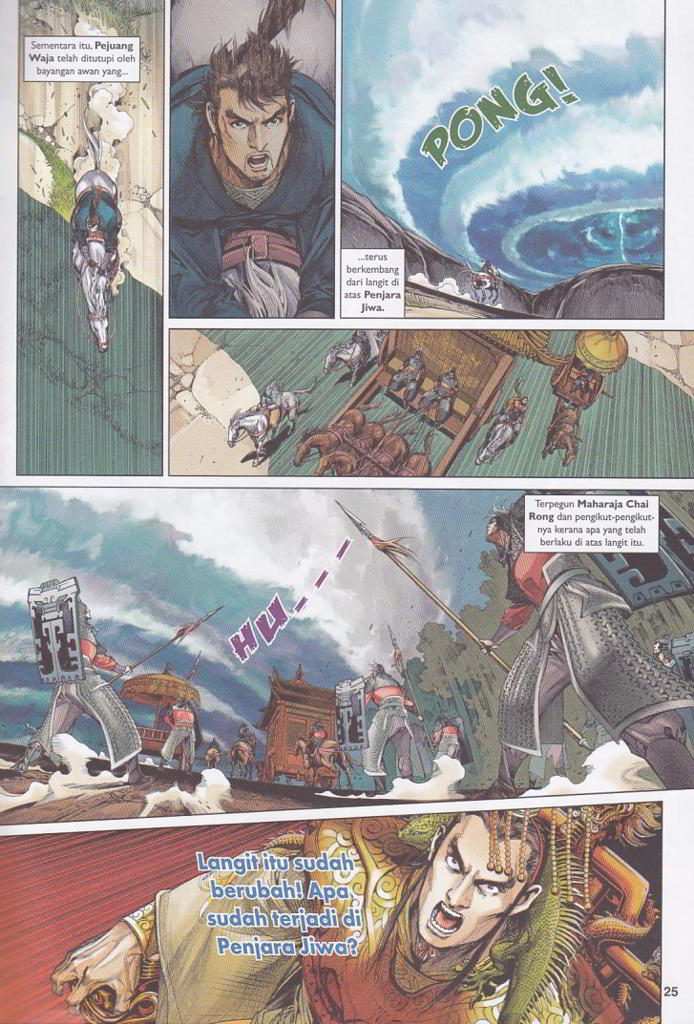 Sementara itu, Pejuang
Waja telah ditutupi oleh
bayangan awan yang...
PONG!
...terus
berkembang
dari langit di
atas Penjara
Jiwa.
Terpegun Maharaja Chai
Rong dan pengikut-pengikut-
nya kerana apa yang telah
berlaku di atas langit itu.
HU---
Langit itu sudah
berubah! Apa
sudah terjadi di
Penjara Jiwa?
25